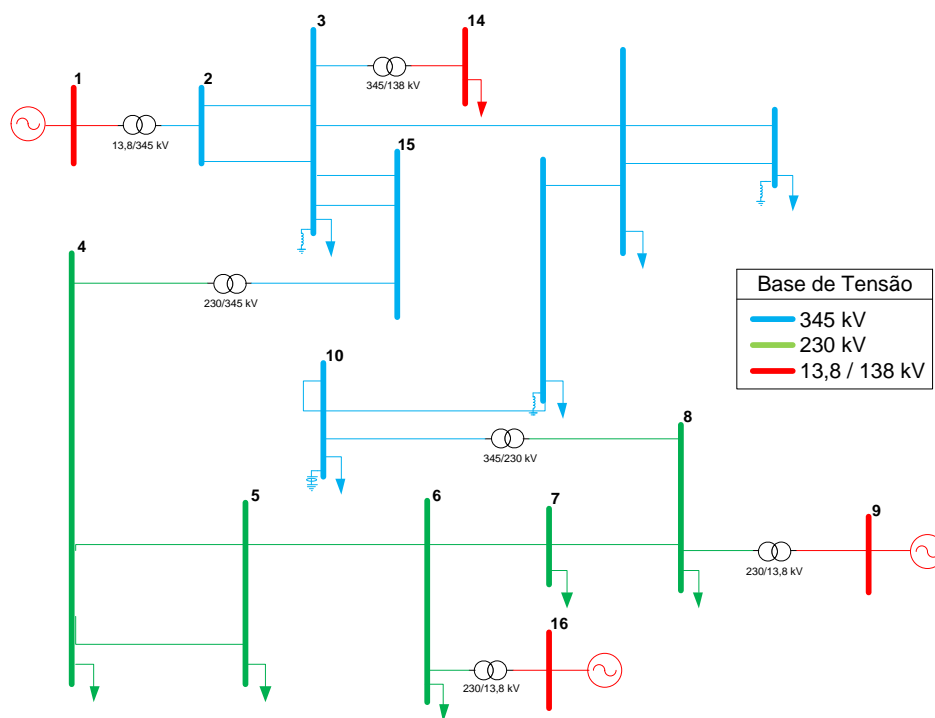 3
14
1
2
345/138 kV
13,8/345 kV
15
4
230/345 kV
Base de Tensão
345 kV
230 kV
13,8 / 138 kV
10
8
345/230 kV
5
6
7
9
230/13,8 kV
16
230/13,8 kV